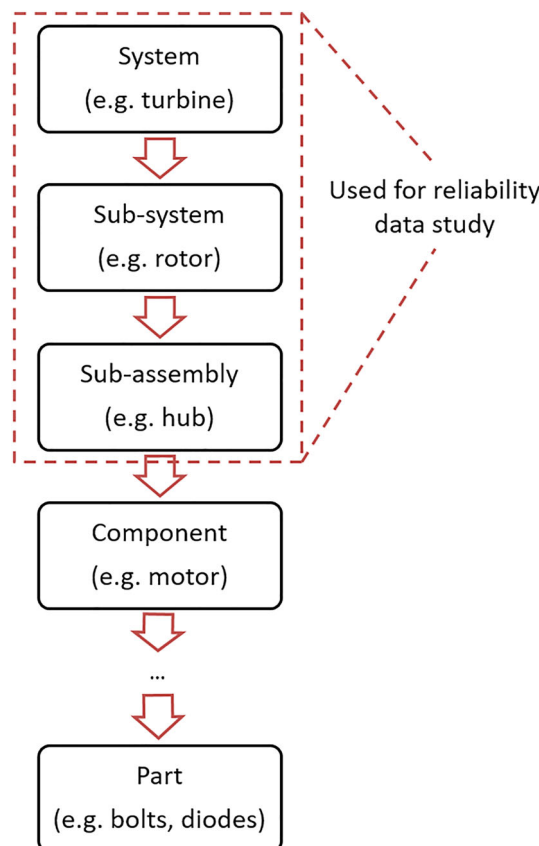 System
(e.g. turbine)
Sub-system
(e.g. rotor)
Used for reliability
data study
Sub-assembly
(e.g. hub)
Component
(e.g. motor)
...
Part
(e.g. bolts, diodes)